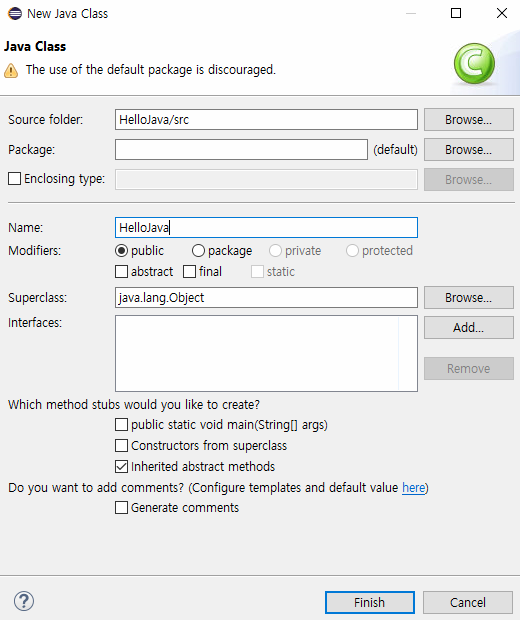 New Java Class
Java Class
The use of the default package is discouraged.
Source folder: HelloJava/src Browse...
Package: (default) Browse...
Enclosing type: Browse...
Name: HelloJava
Modifiers: public package private protected
abstract final static
Superclass: java.lang.Object Browse...
Interfaces: Add...
Remove
Which method stubs would you like to create?
public static void main(String[] args)
Constructors from superclass
Inherited abstract methods
Do you want to add comments? (Configure templates and default value here)
Generate comments
? Finish Cancel